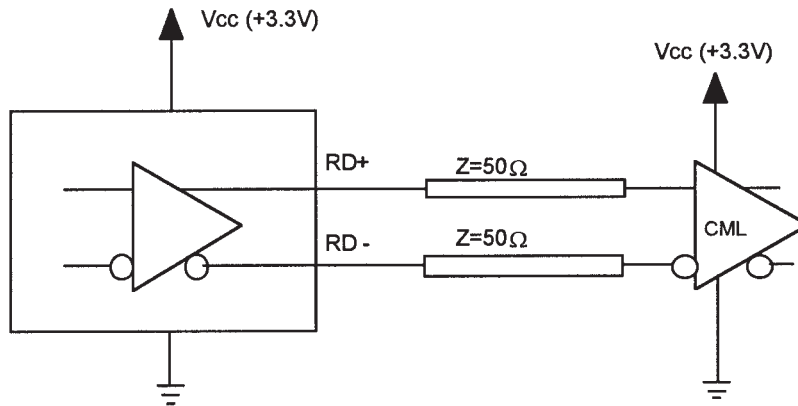 Vcc (+3.3V)
Vcc (+3.3V)
RD+
Z=50Ω
CML
RD -
Z=50Ω